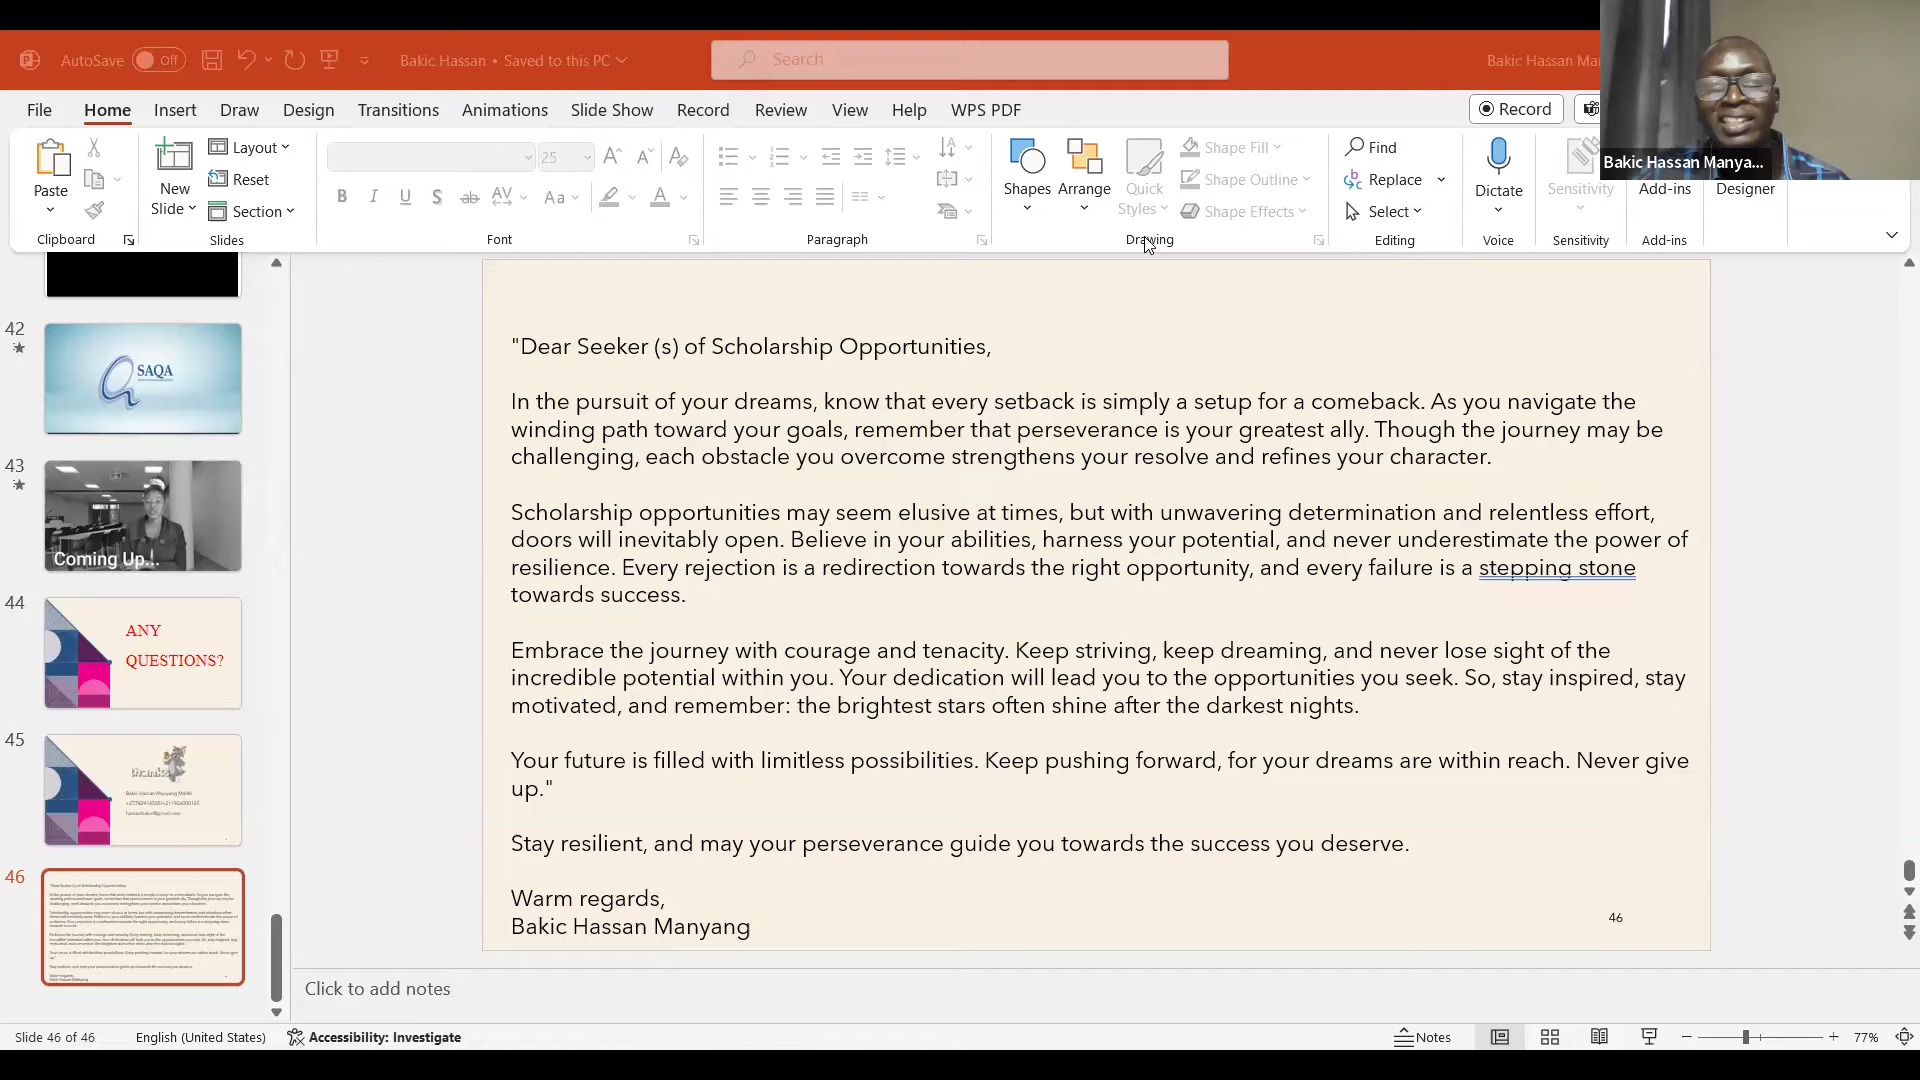 AutoSave
Off
Bakic Hassan • Saved to this PC
Search
Bakic Hassan Ma
File Home Insert Draw Design Transitions Animations Slide Show Record Review View Help WPS PDF
Record
Bakic Hassan Manya...
Paste
New
Slide
Layout
Reset
Section
25
B I U S ab AV Aa A
Shapes
Arrange
Quick
Styles
Shape Fill
Shape Outline
Shape Effects
Find
Replace
Select
Dictate
Sensitivity
Add-ins
Designer
Clipboard Slides Font Paragraph Drawing Editing Voice Sensitivity Add-ins
42
SAQA
43
Coming Up...
44
ANY
QUESTIONS?
45
thanks
46
"Dear Seeker (s) of Scholarship Opportunities,
In the pursuit of your dreams, know that every setback is simply a setup for a comeback. As you navigate the
winding path toward your goals, remember that perseverance is your greatest ally. Though the journey may be
challenging, each obstacle you overcome strengthens your resolve and refines your character.
Scholarship opportunities may seem elusive at times, but with unwavering determination and relentless effort,
doors will inevitably open. Believe in your abilities, harness your potential, and never underestimate the power of
resilience. Every rejection is a redirection towards the right opportunity, and every failure is a stepping stone
towards success.
Embrace the journey with courage and tenacity. Keep striving, keep dreaming, and never lose sight of the
incredible potential within you. Your dedication will lead you to the opportunities you seek. So, stay inspired, stay
motivated, and remember: the brightest stars often shine after the darkest nights.
Your future is filled with limitless possibilities. Keep pushing forward, for your dreams are within reach. Never give
up."
Stay resilient, and may your perseverance guide you towards the success you deserve.
Warm regards,
Bakic Hassan Manyang
46
Click to add notes
Slide 46 of 46
English (United States)
Accessibility: Investigate
Notes
77%